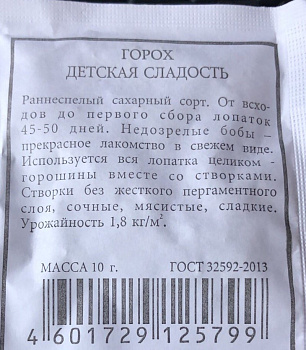 ГОРОХ
ДЕТСКАЯ СЛАДОСТЬ
Раннеспелый сахарный сорт. От всхо-
дов до первого сбора лопаток
45-50 дней. Недозрелые бобы –
прекрасное лакомство в свежем виде.
Используется вся лопатка целиком -
горошины вместе со створками.
Створки без жесткого пергаментного
слоя, сочные, мясистые, сладкие.
Урожайность 1,8 кг/м².
МАССА 10 г. ГОСТ 32592-2013
4 601729 125799